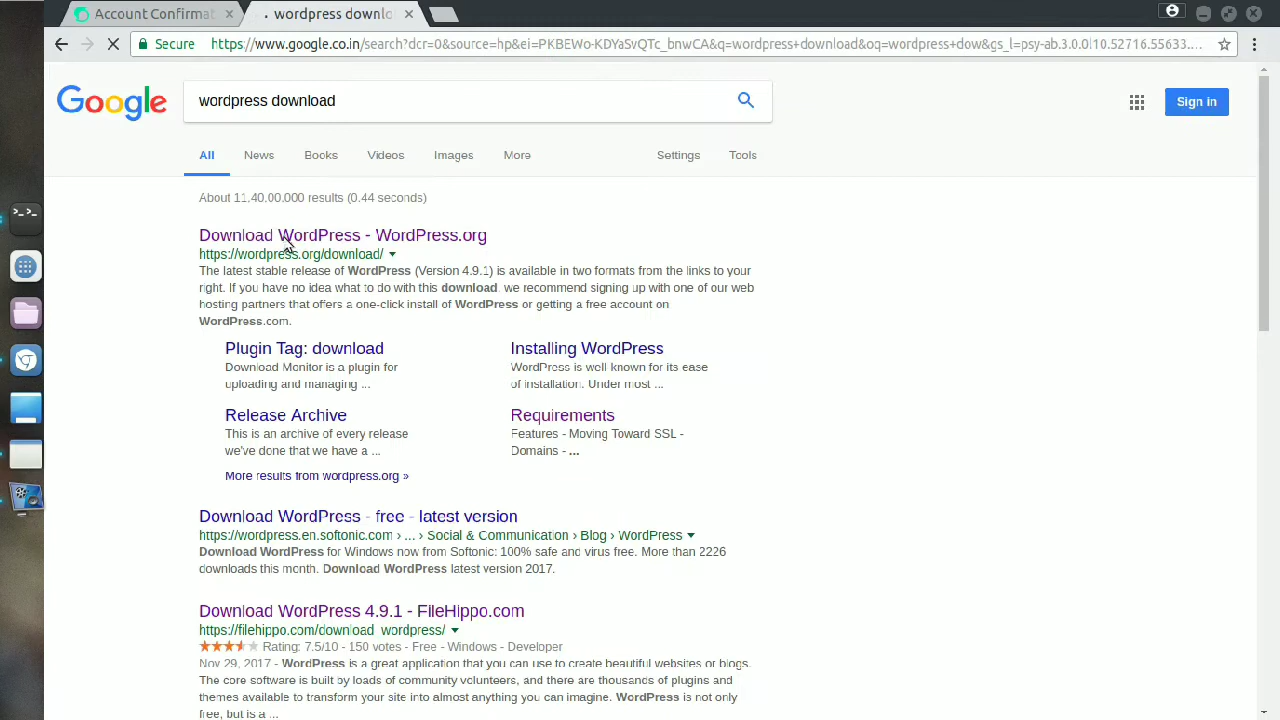 Account Confirmat
wordpress downlo
Secure https://www.google.co.in/search?dcr=0&source=hp&ei=PKBEWo-KDYaSvQTc_bnwCA&q=wordpress+download&oq=wordpress+dow&gs_l=psy-ab.3.0.0l10.52716.55633....
Google
wordpress download
Sign in
All News Books Videos Images More Settings Tools
About 11,40,00,000 results (0.44 seconds)
Download WordPress - WordPress.org
https://wordpress.org/download/
The latest stable release of WordPress (Version 4.9.1) is available in two formats from the links to your
right. If you have no idea what to do with this download, we recommend signing up with one of our web
hosting partners that offers a one-click install of WordPress or getting a free account on
WordPress.com.
Plugin Tag: download
Download Monitor is a plugin for
uploading and managing ...
Installing WordPress
WordPress is well-known for its ease
of installation. Under most ...
Release Archive
This is an archive of every release
we've done that we have a ...
Requirements
Features - Moving Toward SSL -
Domains - ...
More results from wordpress.org »
Download WordPress - free - latest version
https://wordpress.en.softonic.com › ... › Social & Communication › Blog › WordPress
Download WordPress for Windows now from Softonic: 100% safe and virus free. More than 2226
downloads this month. Download WordPress latest version 2017.
Download WordPress 4.9.1 - FileHippo.com
https://filehippo.com/download_wordpress/
Rating: 7.5/10 - 150 votes - Free - Windows - Developer
Nov 29, 2017 - WordPress is a great application that you can use to create beautiful websites or blogs.
The core software is built by loads of community volunteers, and there are thousands of plugins and
themes available to transform your site into almost anything you can imagine. WordPress is not only
free, but is a ...